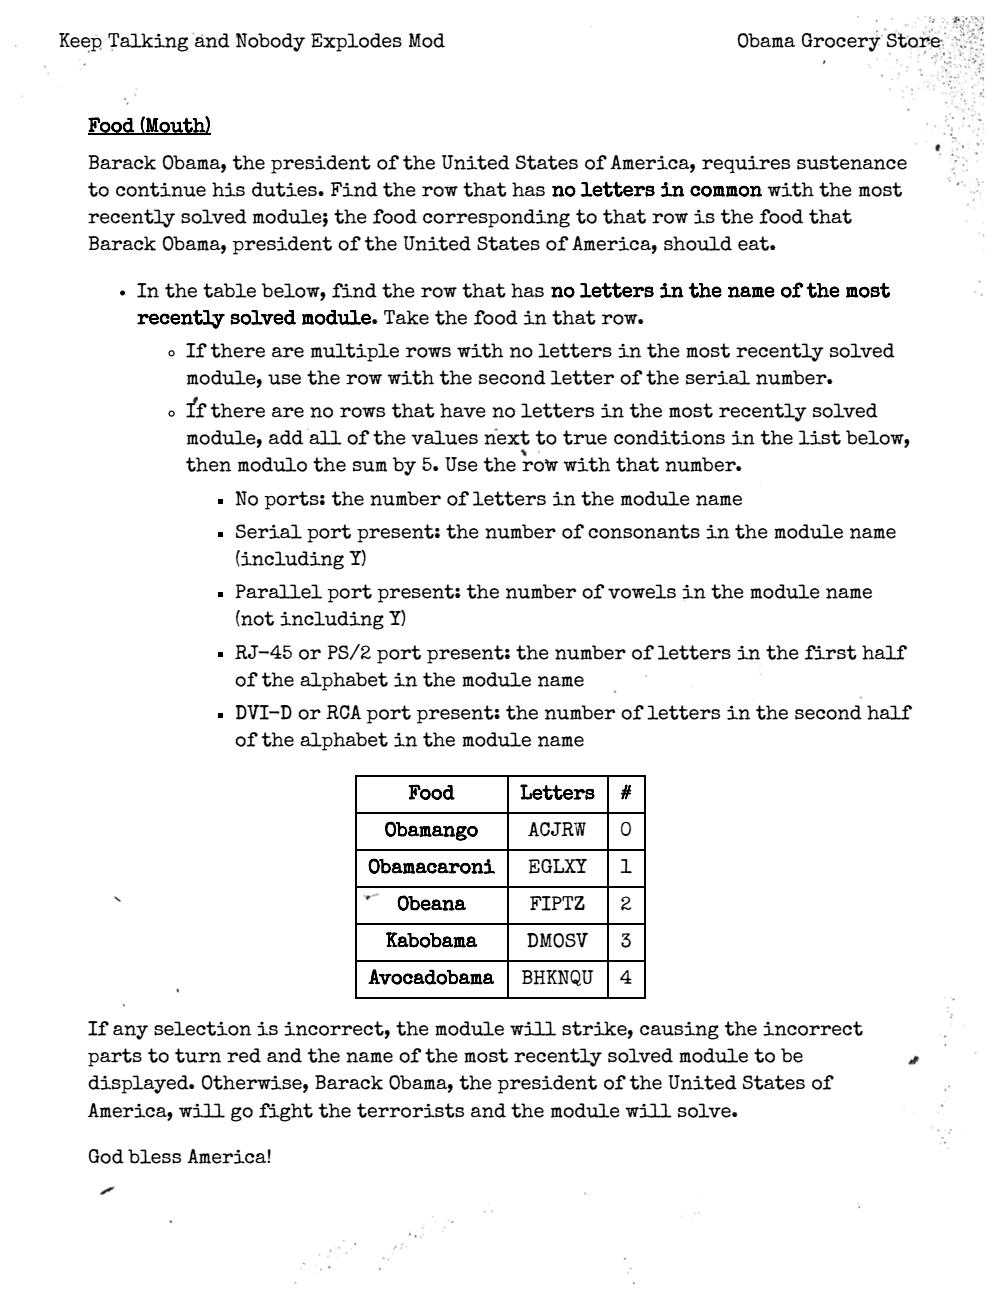 Keep Talking and Nobody Explodes Mod Obama Grocery Store
Food (Mouth)
Barack Obama, the president of the United States of America, requires sustenance
to continue his duties. Find the row that has no letters in common with the most
recently solved module; the food corresponding to that row is the food that
Barack Obama, president of the United States of America, should eat.
• In the table below, find the row that has no letters in the name of the most
recently solved module. Take the food in that row.
◦ If there are multiple rows with no letters in the most recently solved
module, use the row with the second letter of the serial number.
◦ If there are no rows that have no letters in the most recently solved
module, add all of the values next to true conditions in the list below,
then modulo the sum by 5. Use the row with that number.
▪ No ports: the number of letters in the module name
▪ Serial port present: the number of consonants in the module name
(including Y)
▪ Parallel port present: the number of vowels in the module name
(not including Y)
▪ RJ-45 or PS/2 port present: the number of letters in the first half
of the alphabet in the module name
▪ DVI-D or RCA port present: the number of letters in the second half
of the alphabet in the module name
Food Letters #
Obamango ACJRW 0
Obamacaroni EGLXY 1
Obeana FIPTZ 2
Kabobama DMOSV 3
Avocadobama BHKNQU 4
If any selection is incorrect, the module will strike, causing the incorrect
parts to turn red and the name of the most recently solved module to be
displayed. Otherwise, Barack Obama, the president of the United States of
America, will go fight the terrorists and the module will solve.
God bless America!